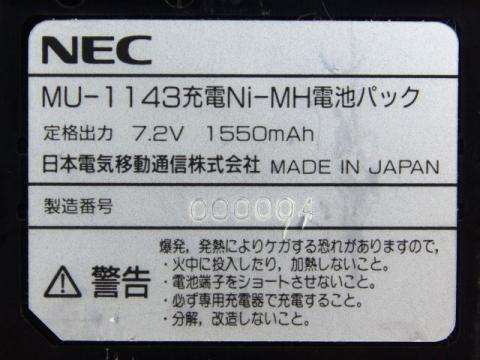 NEC
MU-1143充電Ni-MH電池パック
定格出力 7.2V 1550mAh
日本電気移動通信株式会社 MADE IN JAPAN
製造番号 000004
爆発，発熱によりケガする恐れがありますので，
・火中に投入したり，加熱しないこと。
⚠ 警告 ・電池端子をショートさせないこと。
・必ず専用充電器で充電すること。
・分解，改造しないこと。